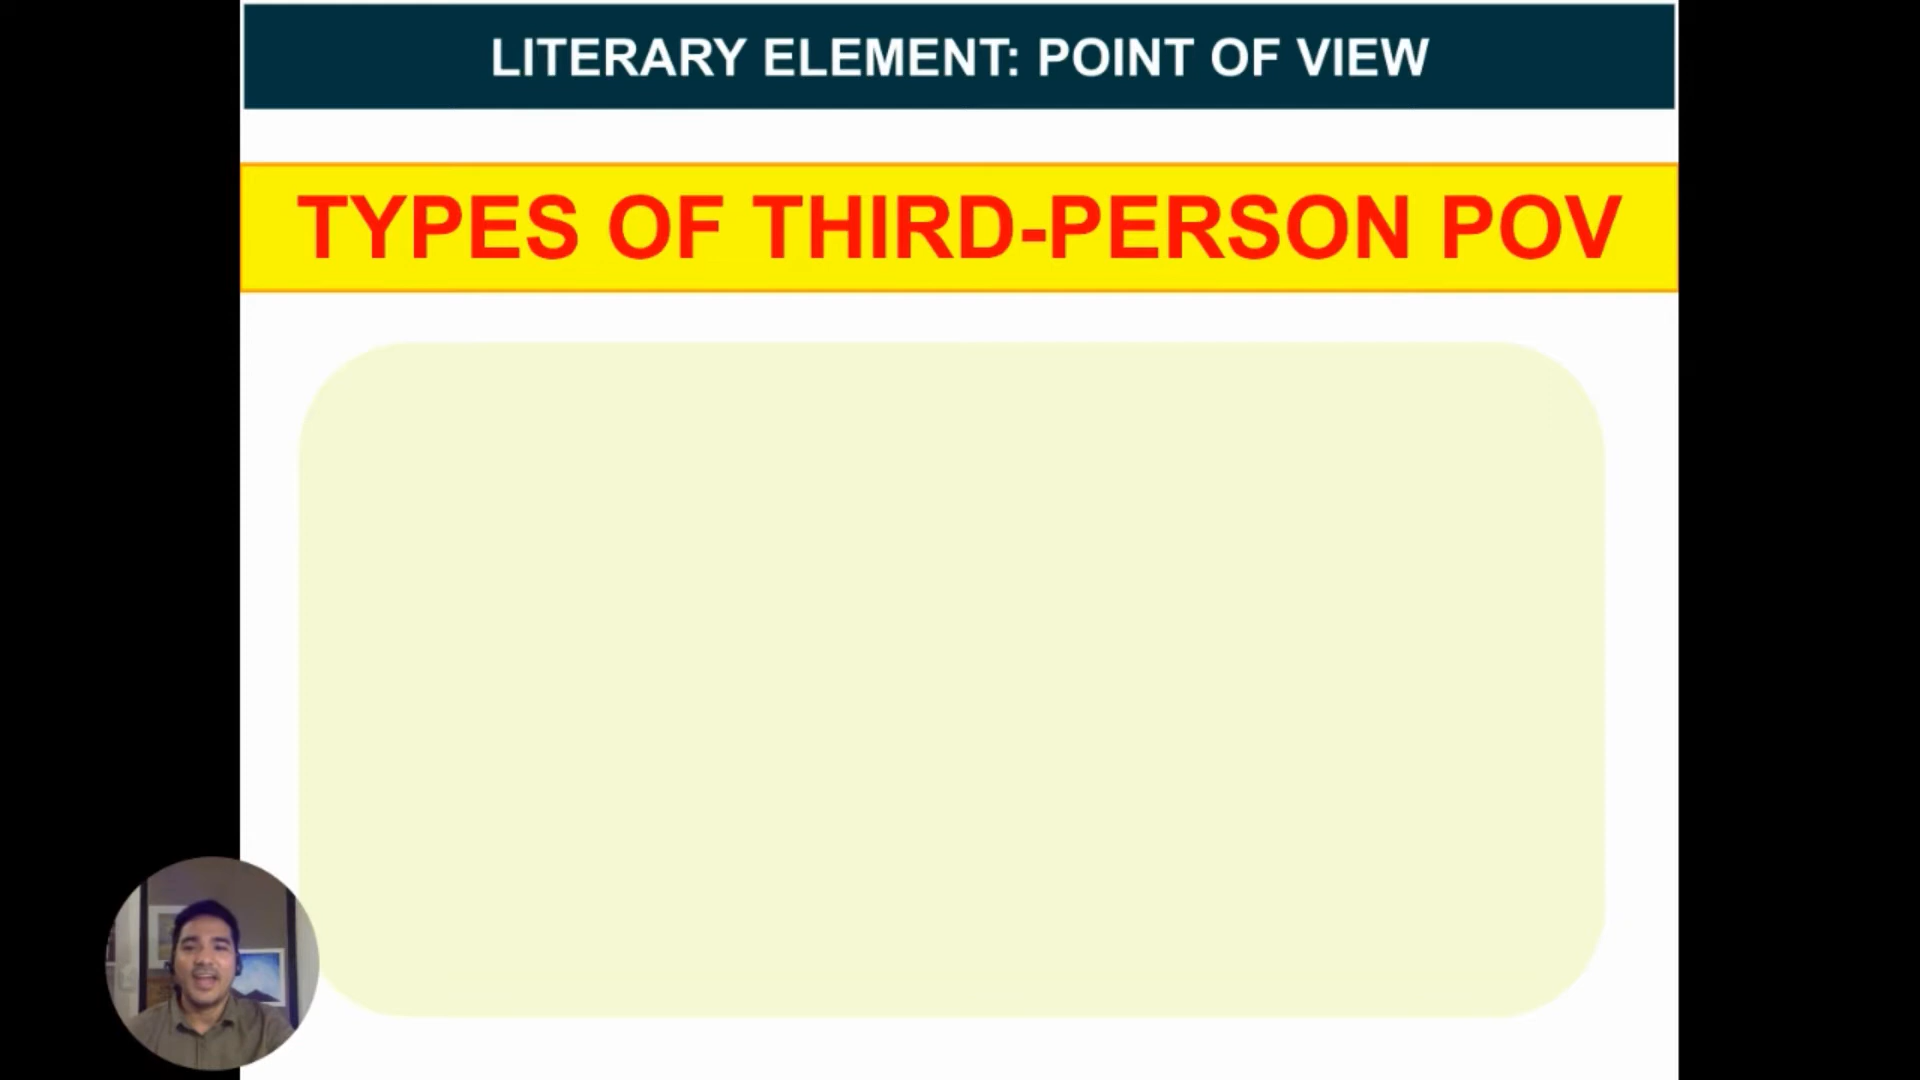 LITERARY ELEMENT: POINT OF VIEW
TYPES OF THIRD-PERSON POV